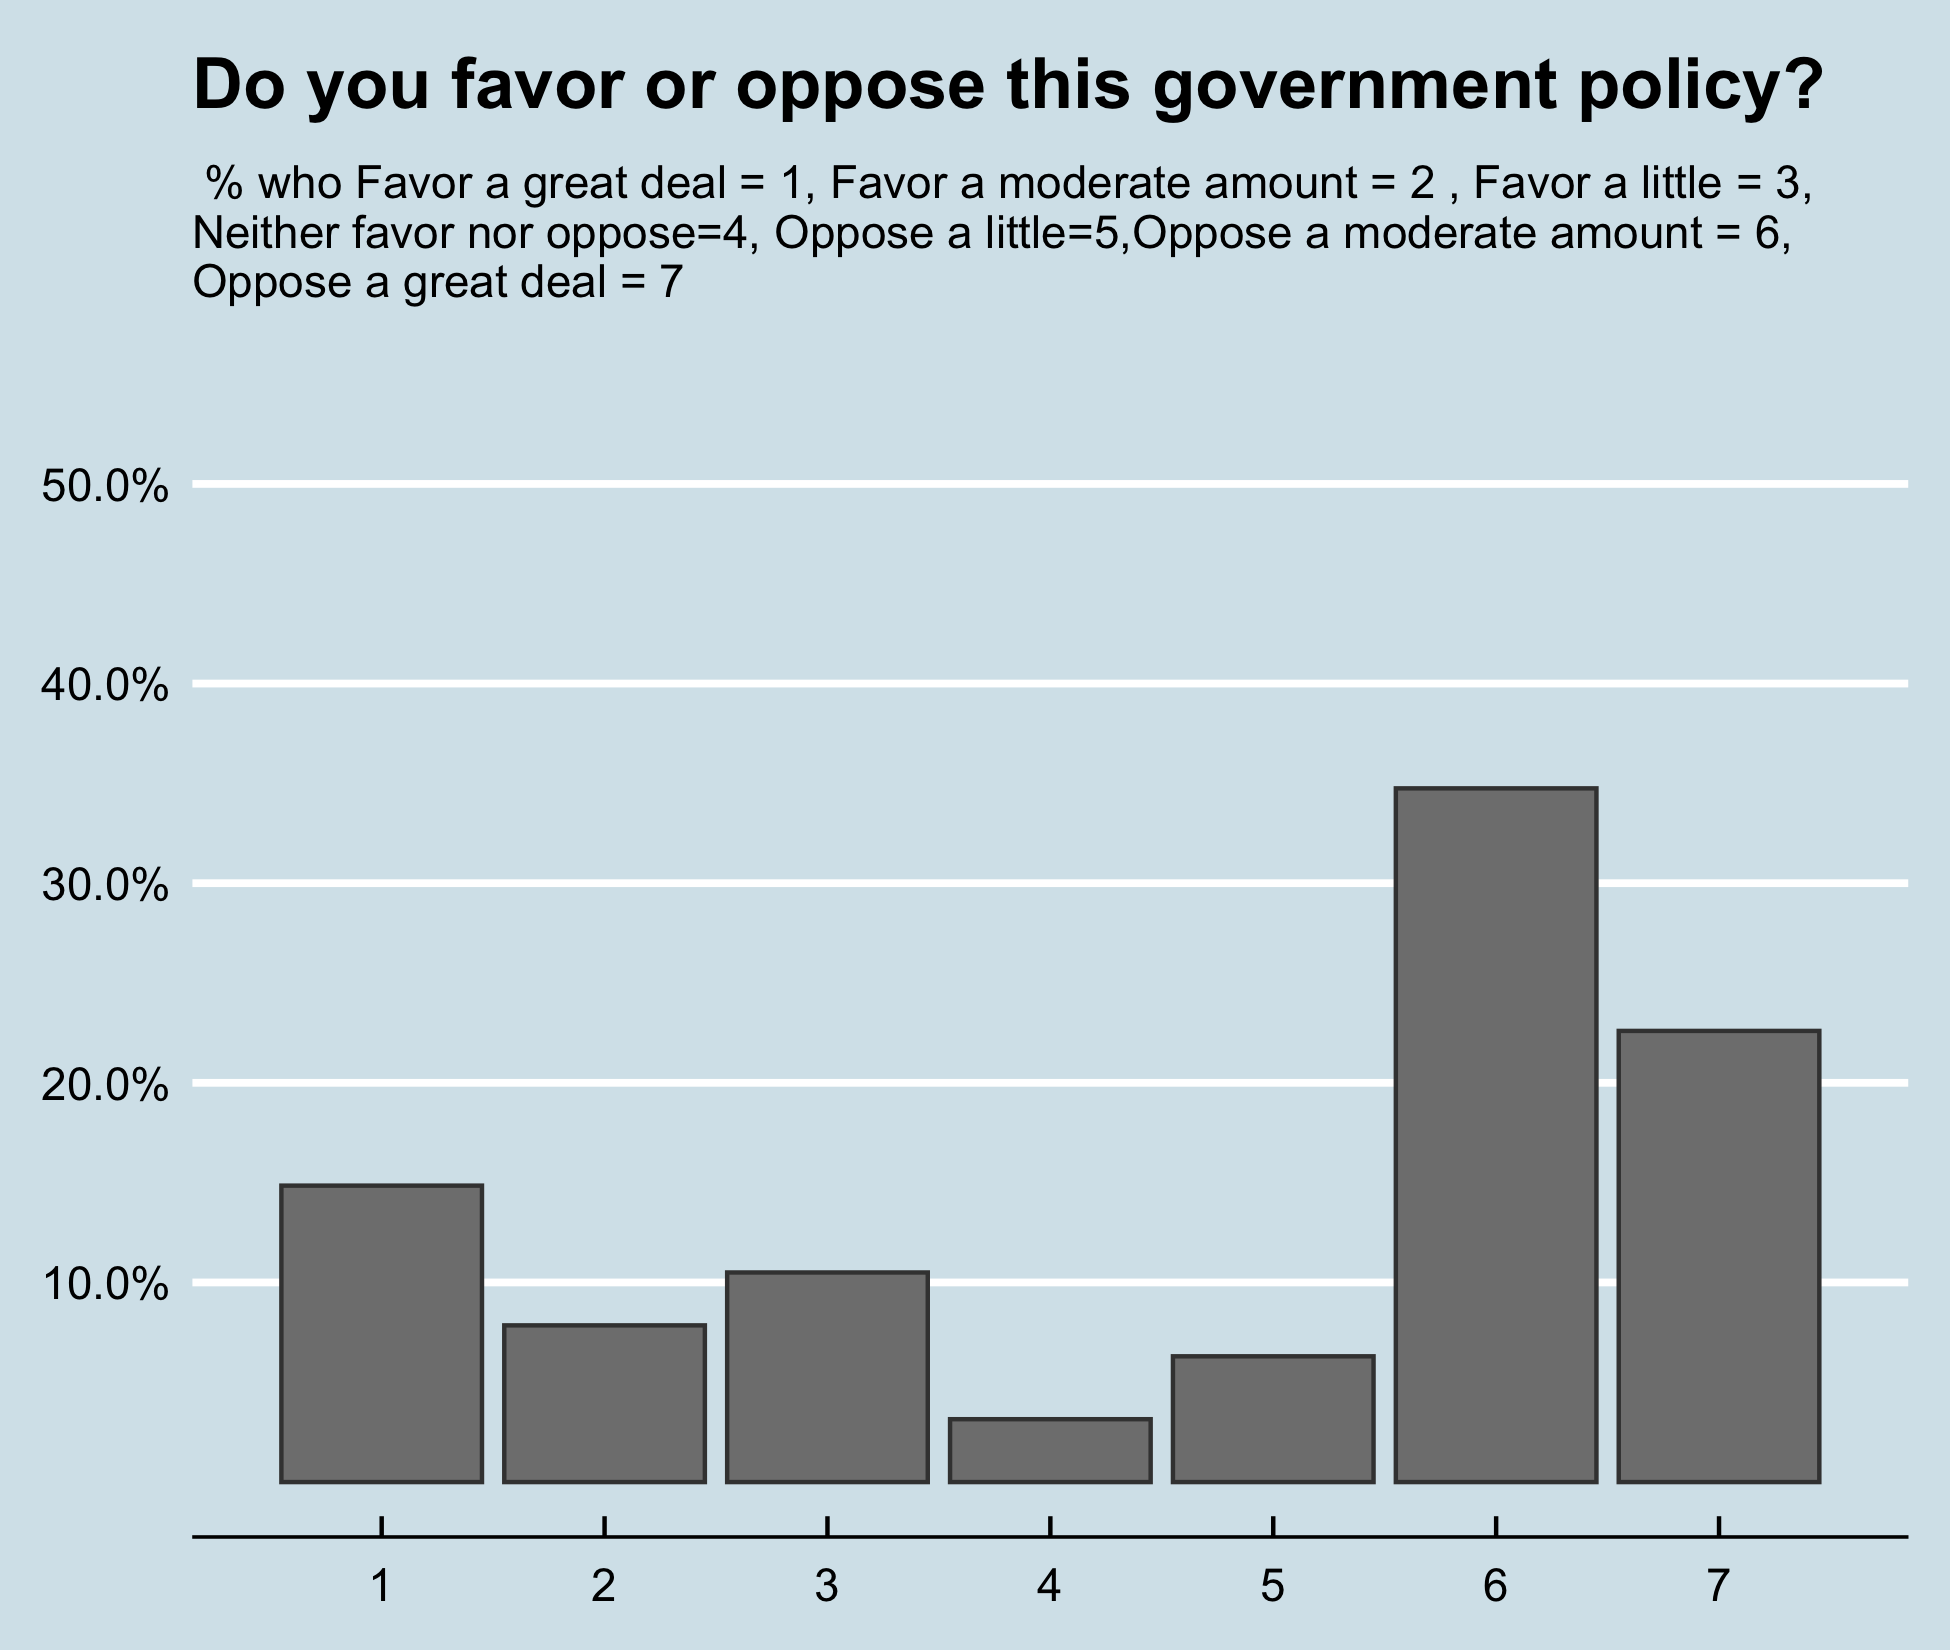 Do you favor or oppose this government policy?
% who Favor a great deal = 1, Favor a moderate amount = 2 , Favor a little = 3,
Neither favor nor oppose=4, Oppose a little=5,Oppose a moderate amount = 6,
Oppose a great deal = 7
50.0%
40.0%
30.0%
20.0%
10.0%
1 2 3 4 5 6 7